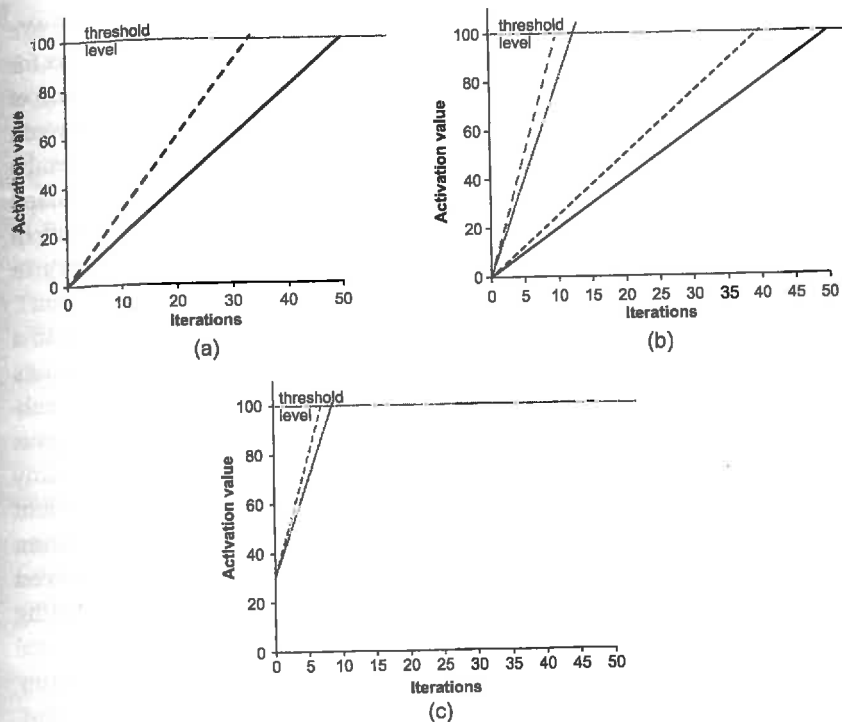 threshold
level
100
80
60
40
20
0
Activation value
0 10 20 30 40 50
Iterations
(a)
threshold
level
100
80
60
40
20
0
Activation value
0 5 10 15 20 25 30 35 40 45 50
Iterations
(b)
threshold
level
100
80
60
40
20
0
Activation value
0 5 10 15 20 25 30 35 40 45 50
Iterations
(c)